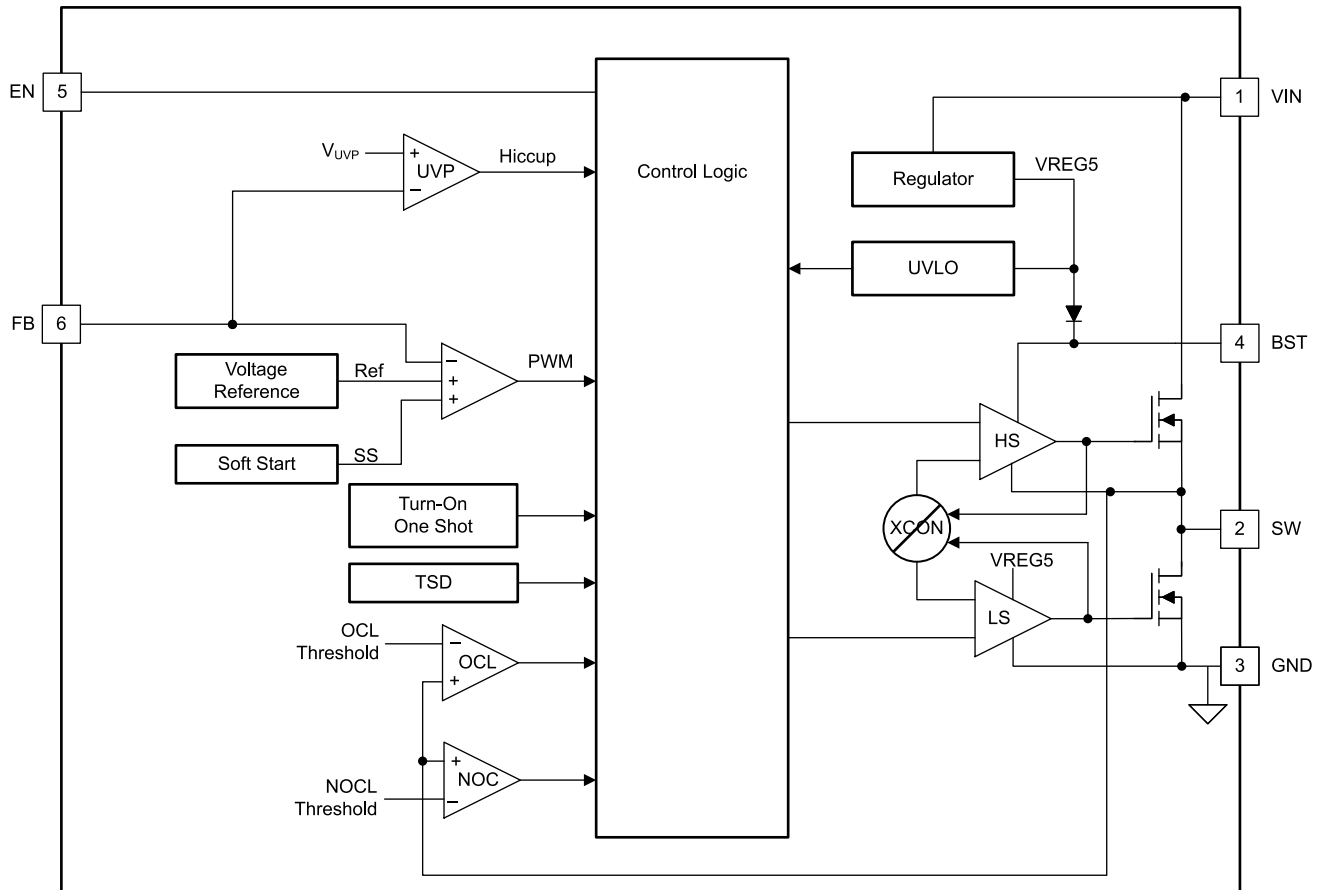 EN
5
1
VIN
VUVP
+
UVP
−
Hiccup
Control Logic
Regulator
VREG5
UVLO
FB
6
4
BST
Voltage
Reference
Ref
−
+
+
PWM
Soft Start
SS
HS
Turn-On
One Shot
XCON
2
SW
TSD
VREG5
LS
OCL
Threshold
−
OCL
+
3
GND
+
NOC
−
NOCL
Threshold